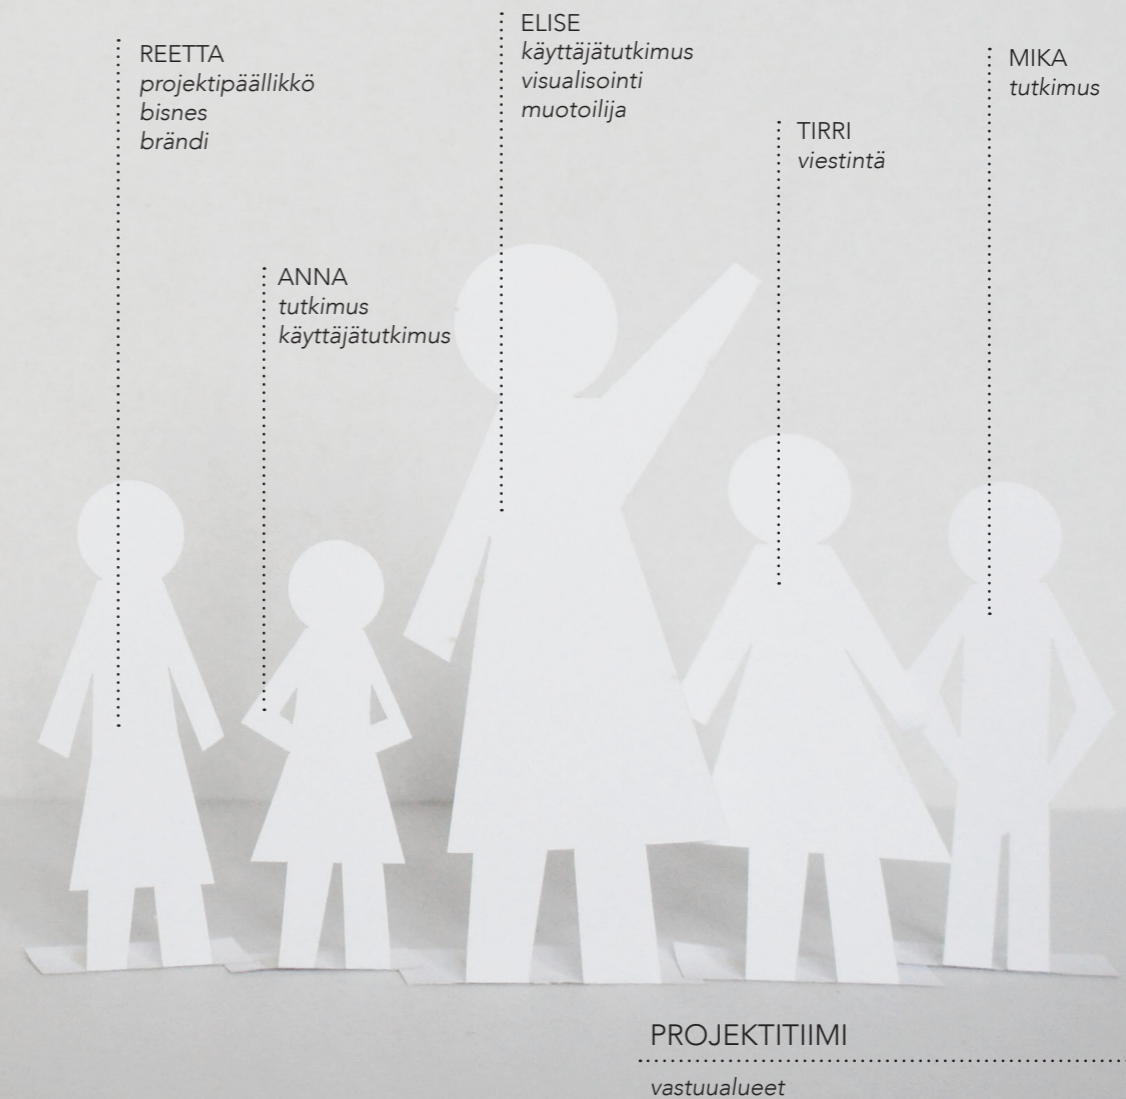 REETTA
projektipäällikkö
bisnes
brändi
ANNA
tutkimus
käyttäjätutkimus
ELISE
käyttäjätutkimus
visualisointi
muotoilija
TIRRI
viestintä
MIKA
tutkimus
PROJEKTITIIMI
vastuualueet